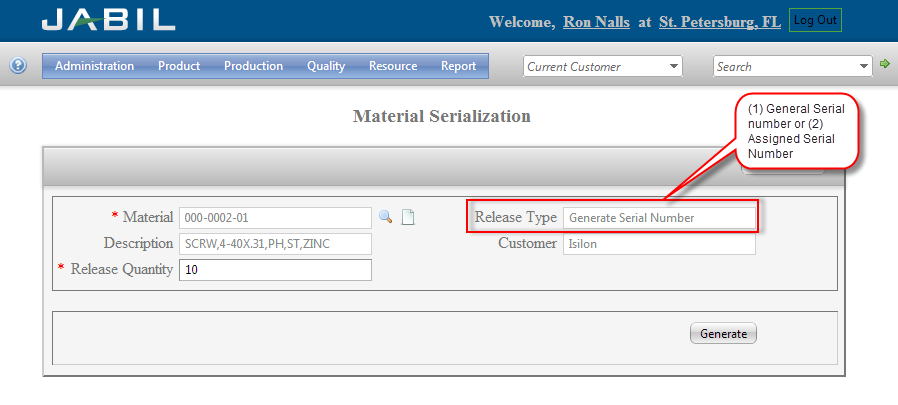 JABIL
Welcome, Ron Nalls at St. Petersburg, FL Log Out
? Administration Product Production Quality Resource Report Current Customer Search
Material Serialization
(1) General Serial
number or (2)
Assigned Serial
Number
* Material 000-0002-01 Release Type Generate Serial Number
Description SCRW,4-40X.31,PH,ST,ZINC Customer Isilon
* Release Quantity 10
Generate